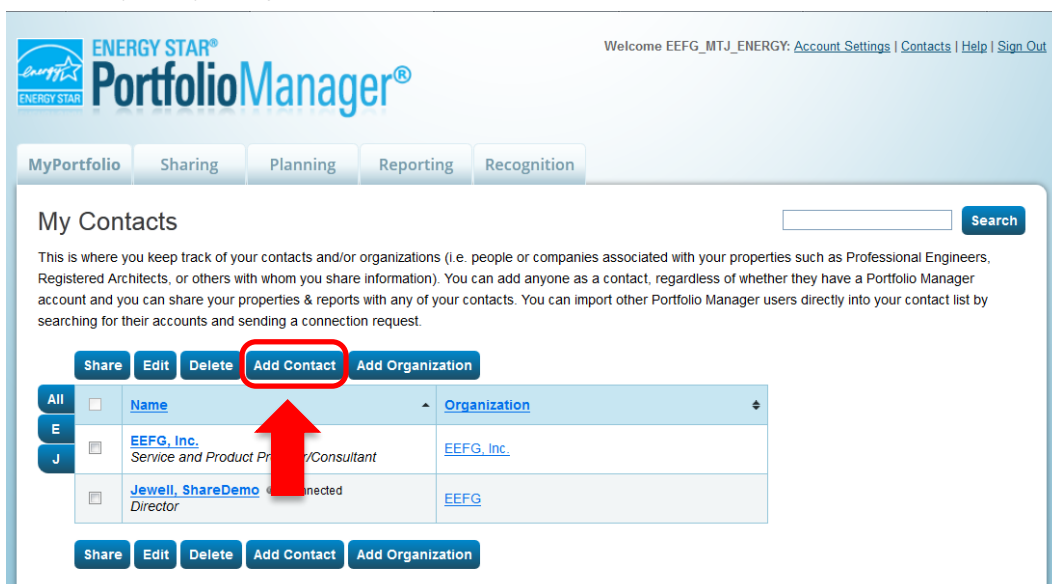 ENERGY STAR®
PortfolioManager®
energy
ENERGY STAR
Welcome EEFG_MTJ_ENERGY: Account Settings | Contacts | Help | Sign Out
MyPortfolio Sharing Planning Reporting Recognition
My Contacts
Search
This is where you keep track of your contacts and/or organizations (i.e. people or companies associated with your properties such as Professional Engineers,
Registered Architects, or others with whom you share information). You can add anyone as a contact, regardless of whether they have a Portfolio Manager
account and you can share your properties & reports with any of your contacts. You can import other Portfolio Manager users directly into your contact list by
searching for their accounts and sending a connection request.
Share Edit Delete Add Contact Add Organization
All
E
J
Name Organization
EEFG, Inc. EEFG, Inc.
Service and Product /Consultant
Jewell, ShareDemo EEFG
Director
Share Edit Delete Add Contact Add Organization